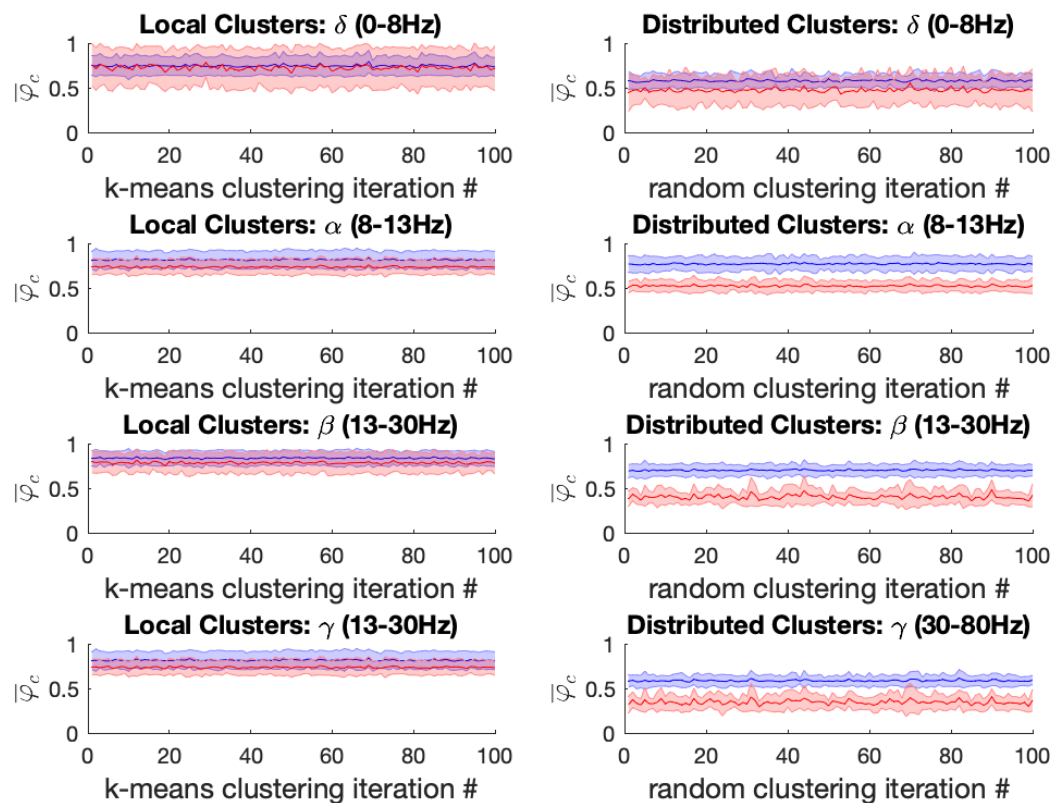 Local Clusters: δ (0-8Hz)
1
0.5
0
φ̅c
0 20 40 60 80 100
k-means clustering iteration #
Distributed Clusters: δ (0-8Hz)
1
0.5
0
φ̅c
0 20 40 60 80 100
random clustering iteration #
Local Clusters: α (8-13Hz)
1
0.5
0
φ̅c
0 20 40 60 80 100
k-means clustering iteration #
Distributed Clusters: α (8-13Hz)
1
0.5
0
φ̅c
0 20 40 60 80 100
random clustering iteration #
Local Clusters: β (13-30Hz)
1
0.5
0
φ̅c
0 20 40 60 80 100
k-means clustering iteration #
Distributed Clusters: β (13-30Hz)
1
0.5
0
φ̅c
0 20 40 60 80 100
random clustering iteration #
Local Clusters: γ (13-30Hz)
1
0.5
0
φ̅c
0 20 40 60 80 100
k-means clustering iteration #
Distributed Clusters: γ (30-80Hz)
1
0.5
0
φ̅c
0 20 40 60 80 100
random clustering iteration #